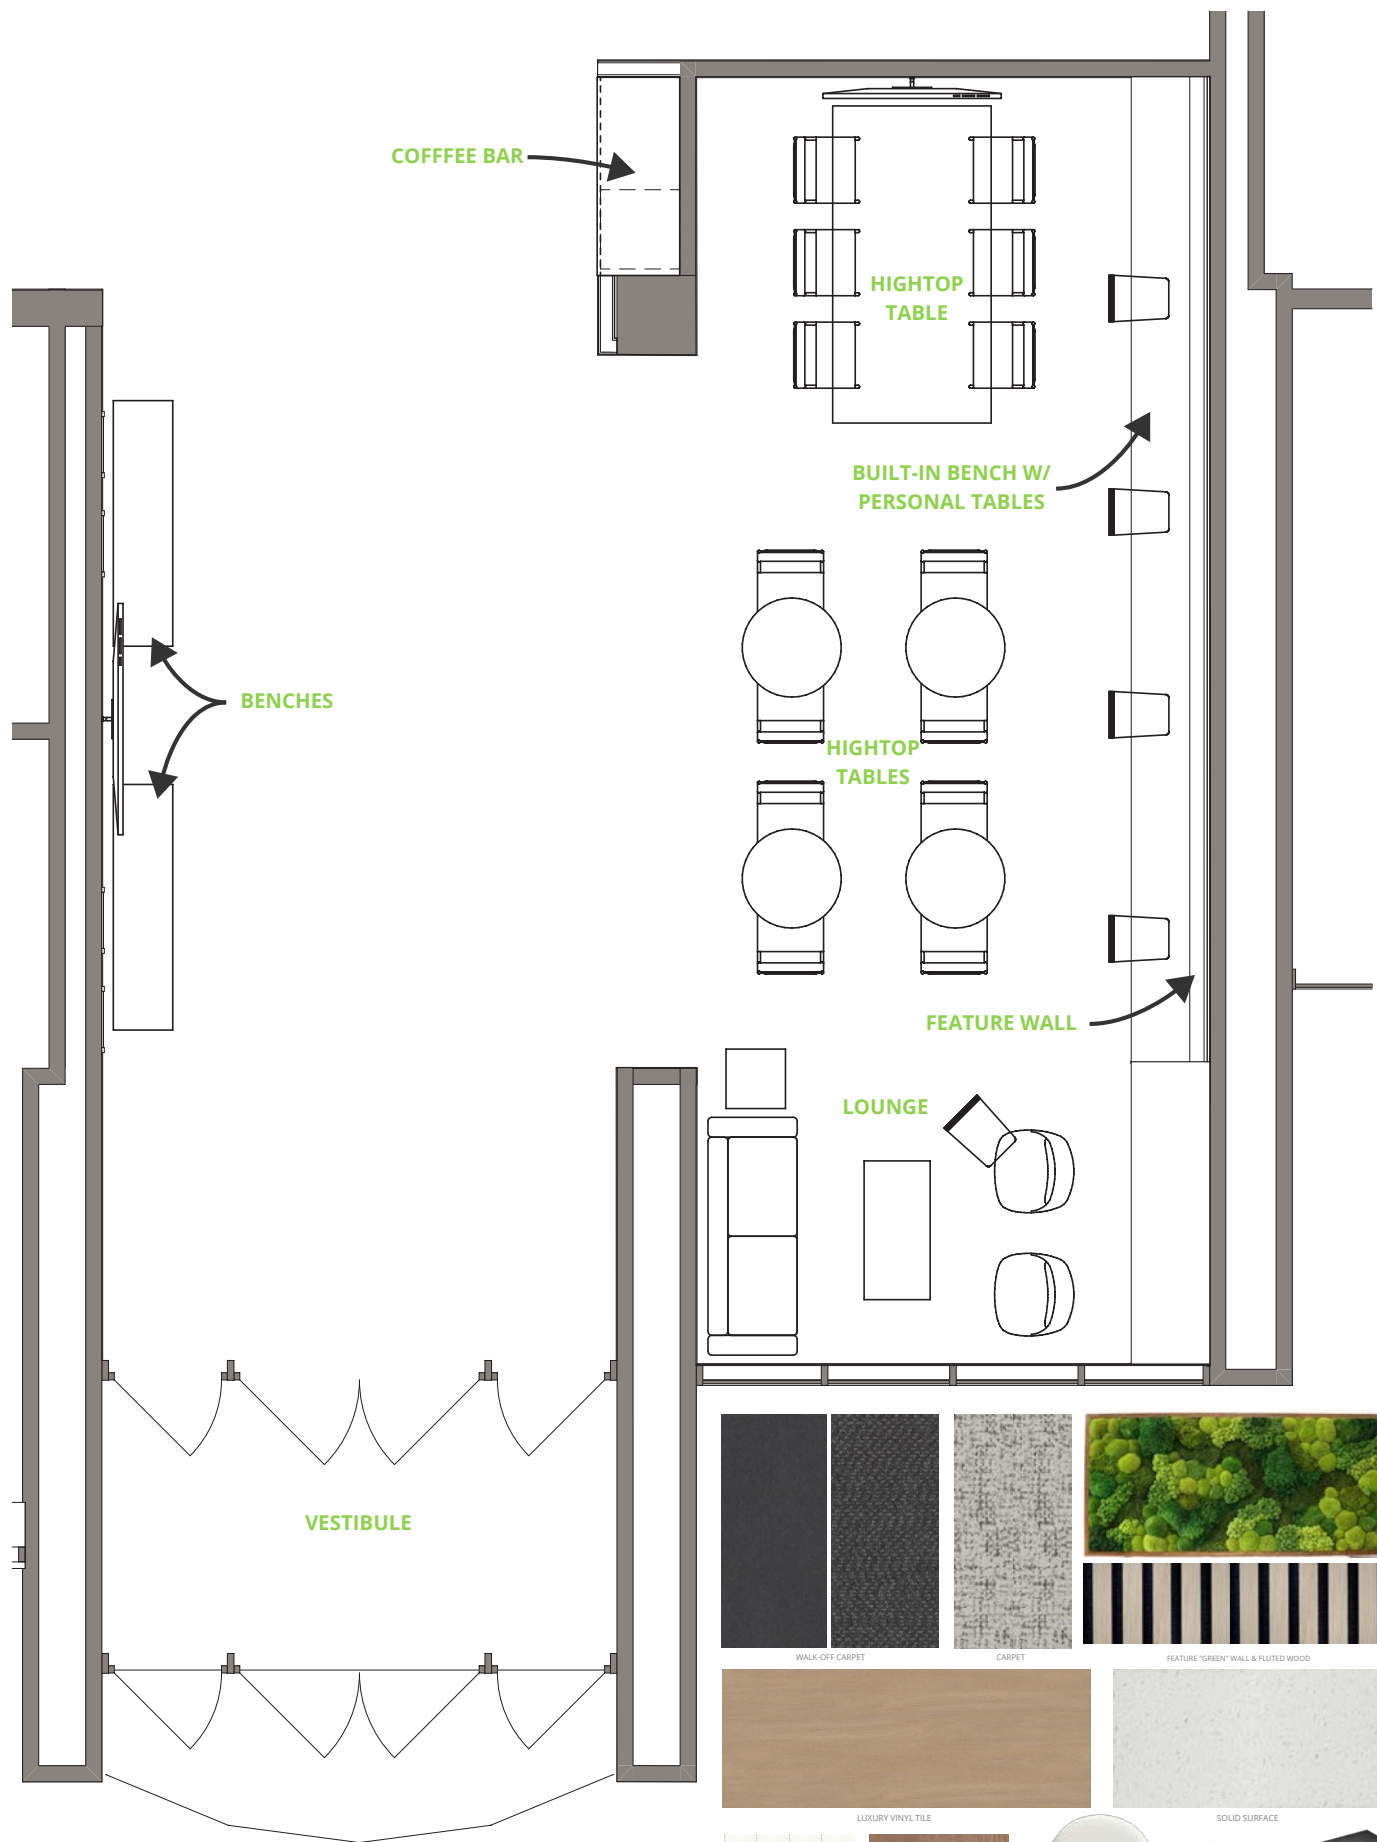 COFFFEE BAR
HIGHTOP
TABLE
BUILT-IN BENCH W/
PERSONAL TABLES
BENCHES
HIGHTOP
TABLES
FEATURE WALL
LOUNGE
VESTIBULE
WALK-OFF CARPET
CARPET
FEATURE "GREEN" WALL & FLUTED WOOD
LUXURY VINYL TILE
SOLID SURFACE